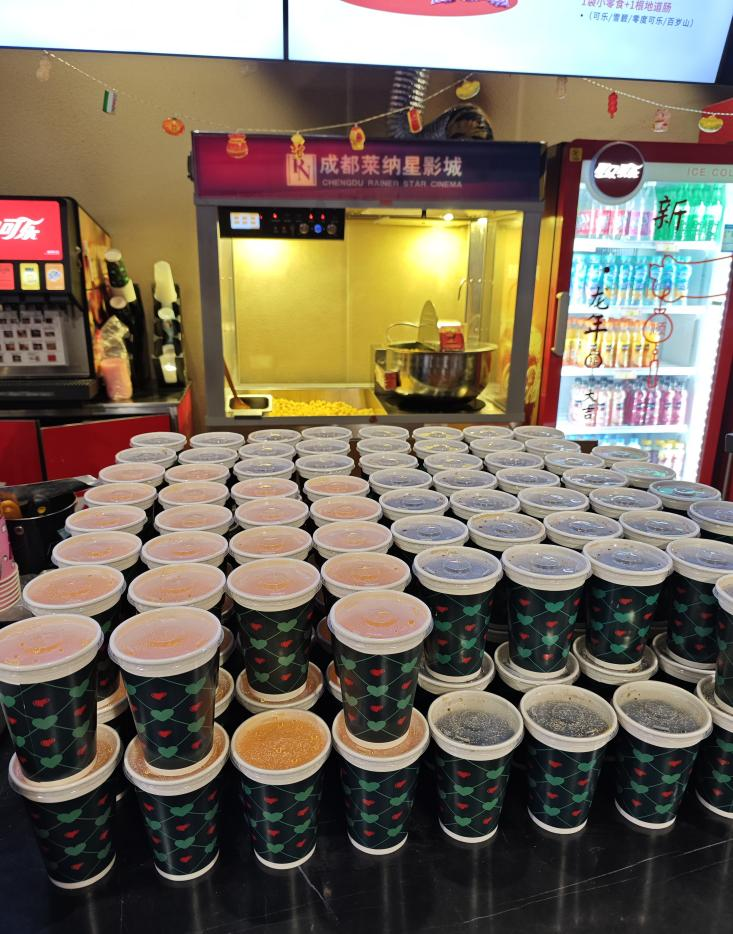 1袋小零食+1根地道肠
•（可乐/雪碧/零度可乐/百岁山）
成都莱纳星影城
CHENGDU RAINER STAR CINEMA
ICE COL
可乐
新
龙年
大吉